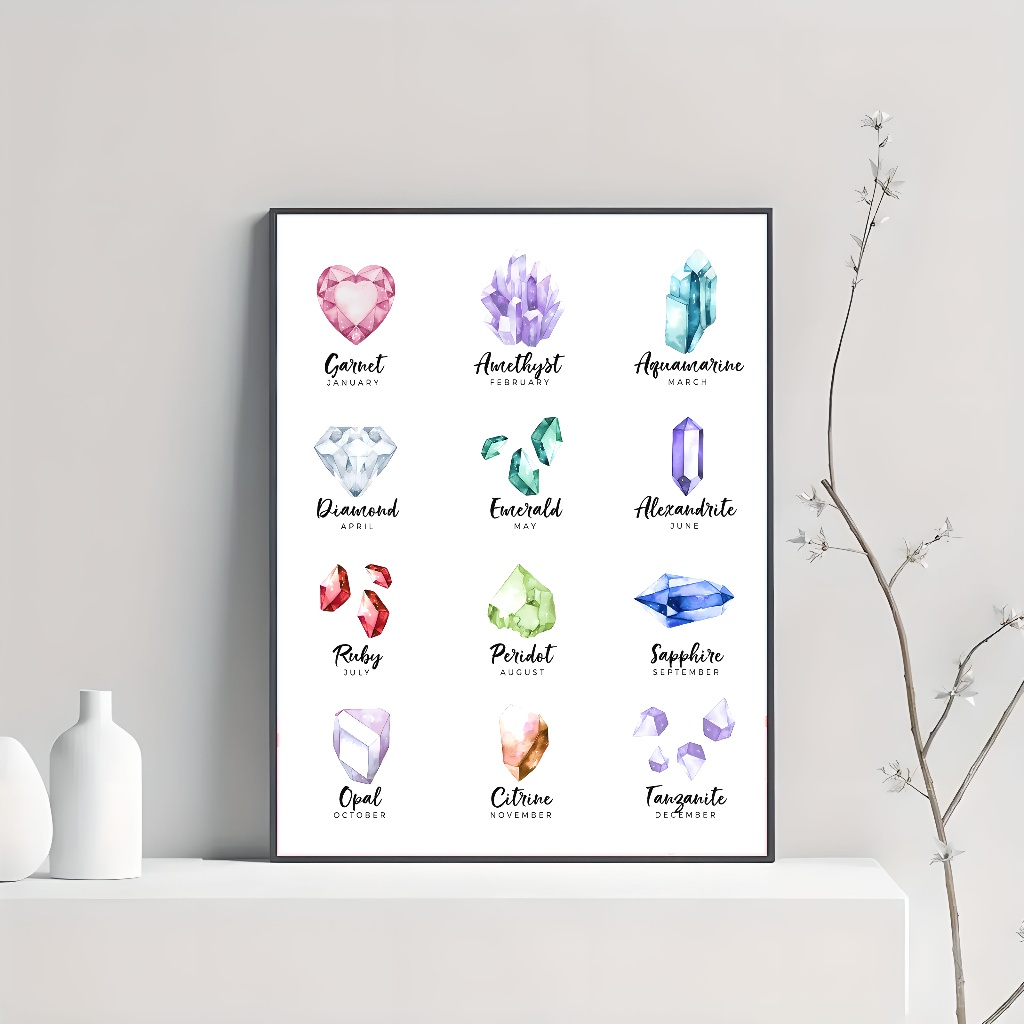 Garnet
JANUARY
Amethyst
FEBRUARY
Aquamarine
MARCH
Diamond
APRIL
Emerald
MAY
Alexandrite
JUNE
Ruby
JULY
Peridot
AUGUST
Sapphire
SEPTEMBER
Opal
OCTOBER
Citrine
NOVEMBER
Tanzanite
DECEMBER